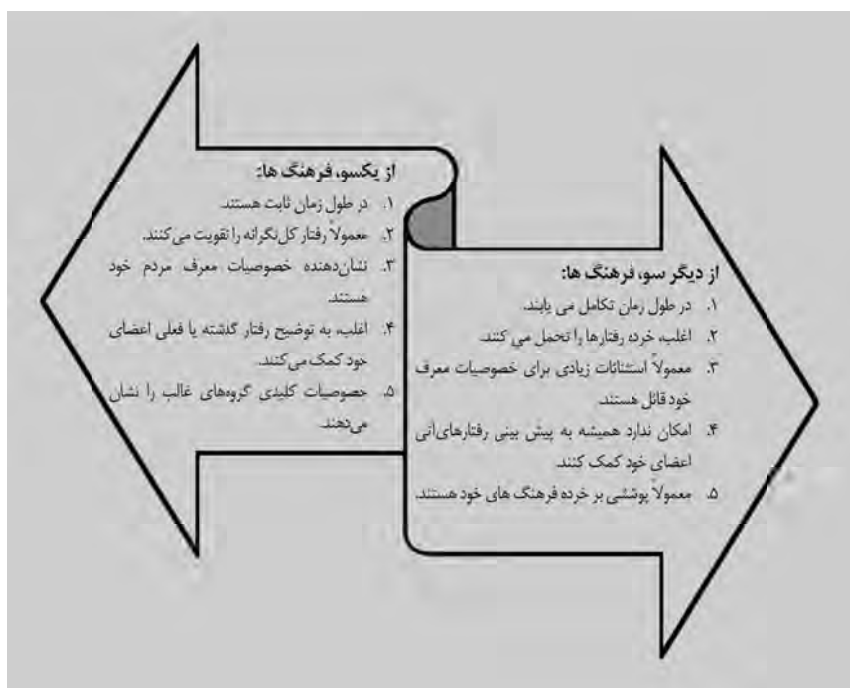 از یکسو، فرهنگ ها:
۱. در طول زمان ثابت هستند.
۲. معمولاً رفتار کل‌نگرانه را تقویت می‌کنند.
۳. نشان‌دهنده خصوصیات معرف مردم خود
هستند.
۴. اغلب، به توضیح رفتار گذشته یا فعلی اعضای
خود کمک می‌کنند.
۵. خصوصیات کلیدی گروه‌های غالب را نشان
می‌دهند.
از دیگر سو، فرهنگ ها:
۱. در طول زمان تکامل می یابند.
۲. اغلب، خرده رفتارها را تحمل می کنند.
۳. معمولاً استثنائات زیادی برای خصوصیات معرف
خود قائل هستند.
۴. امکان ندارد همیشه به پیش بینی رفتارهای‌آنی
اعضای خود کمک کنند.
۵. معمولاً پوششی بر خرده فرهنگ های خود هستند.